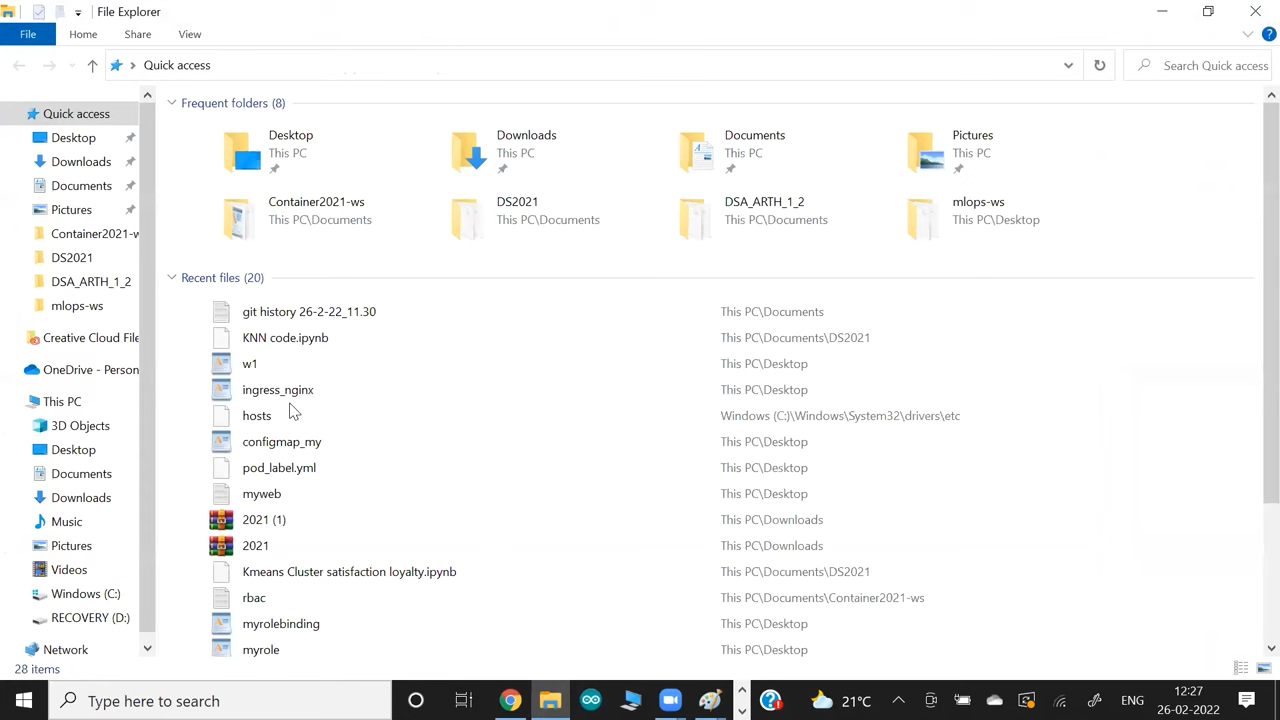 File Explorer
File Home Share View
Quick access Search Quick access
Quick access
Desktop
Downloads
Documents
Pictures
Container2021-w
DS2021
DSA_ARTH_1_2
mlops-ws
Creative Cloud File
OneDrive - Person
This PC
3D Objects
Desktop
Documents
Downloads
Music
Pictures
Videos
Windows (C:)
RECOVERY (D:)
Network
Frequent folders (8)
Desktop
This PC
Downloads
This PC
Documents
This PC
Pictures
This PC
Container2021-ws
This PC\Documents
DS2021
This PC\Documents
DSA_ARTH_1_2
This PC\Documents
mlops-ws
This PC\Desktop
Recent files (20)
git history 26-2-22_11.30 This PC\Documents
KNN code.ipynb This PC\Documents\DS2021
w1 This PC\Desktop
ingress_nginx This PC\Desktop
hosts Windows (C:)\Windows\System32\drivers\etc
configmap_my This PC\Desktop
pod_label.yml This PC\Desktop
myweb This PC\Desktop
2021 (1) This PC\Downloads
2021 This PC\Downloads
Kmeans Cluster satisfaction loyalty.ipynb This PC\Documents\DS2021
rbac This PC\Documents\Container2021-ws
myrolebinding This PC\Desktop
myrole This PC\Desktop
28 items
Type here to search 21°C ENG 12:27
26-02-2022